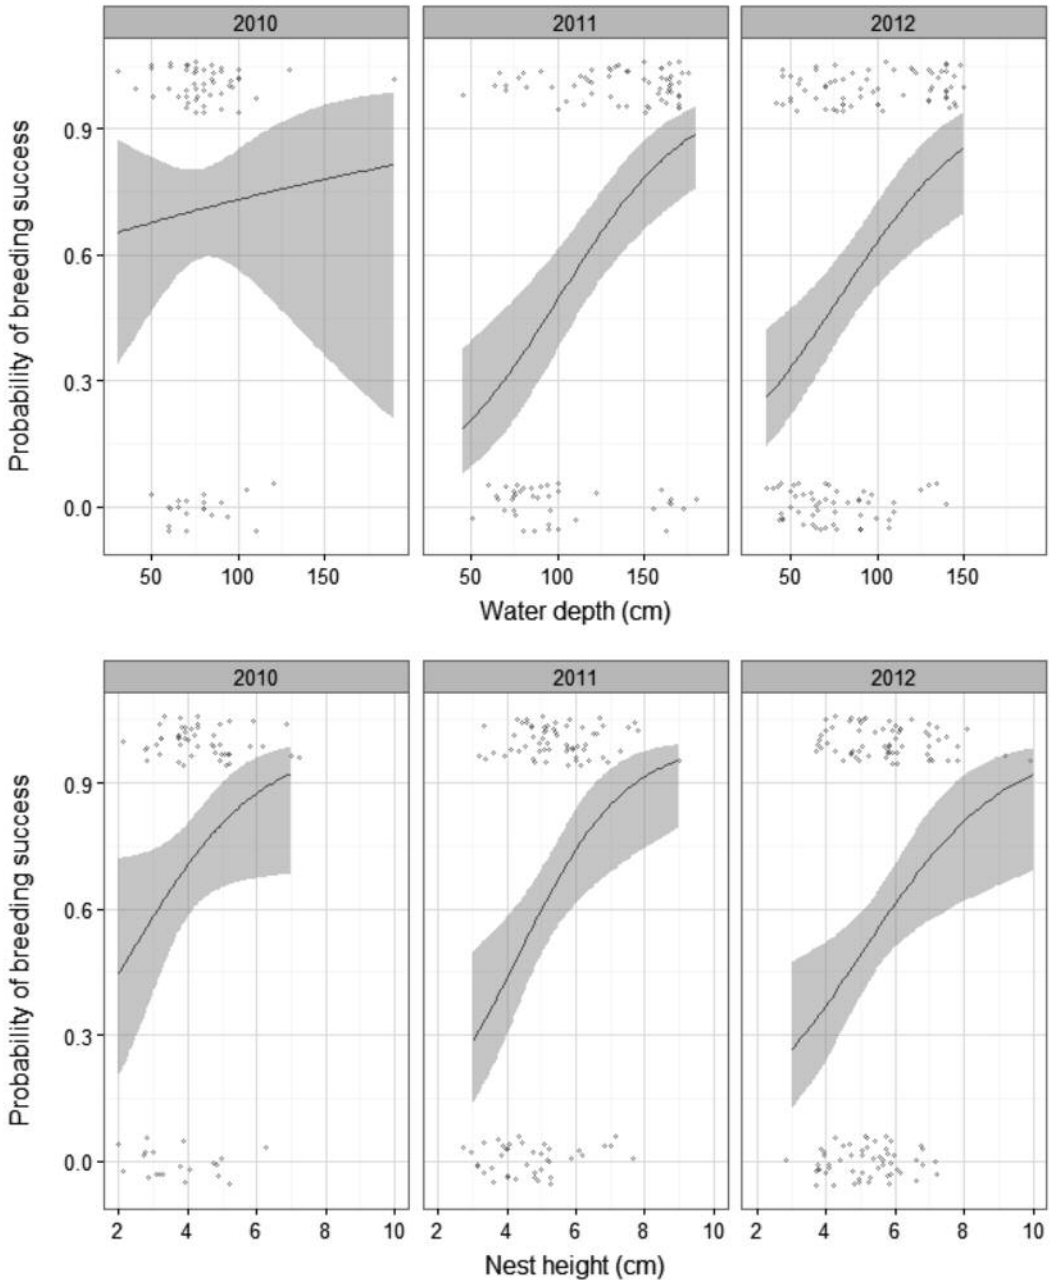 2010 2011 2012
Probability of breeding success
0.9
0.6
0.3
0.0
50 100 150 50 100 150 50 100 150
Water depth (cm)
2010 2011 2012
Probability of breeding success
0.9
0.6
0.3
0.0
2 4 6 8 10 2 4 6 8 10 2 4 6 8 10
Nest height (cm)